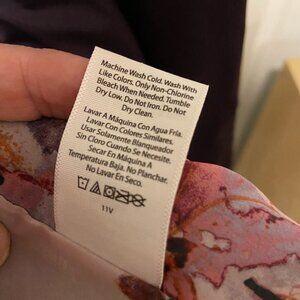 Machine Wash Cold. Wash With
Like Colors. Only Non-Chlorine
Bleach When Needed. Tumble
Dry Low. Do Not Iron. Do Not
Dry Clean.
Lavar A Máquina Con Agua Fría.
Lavar Con Colores Similares.
Usar Solamente Blanqueador
Sin Cloro Cuando Se Necesite.
Secar En Máquina A
Temperatura Baja. No Planchar.
No Lavar En Seco.
11V